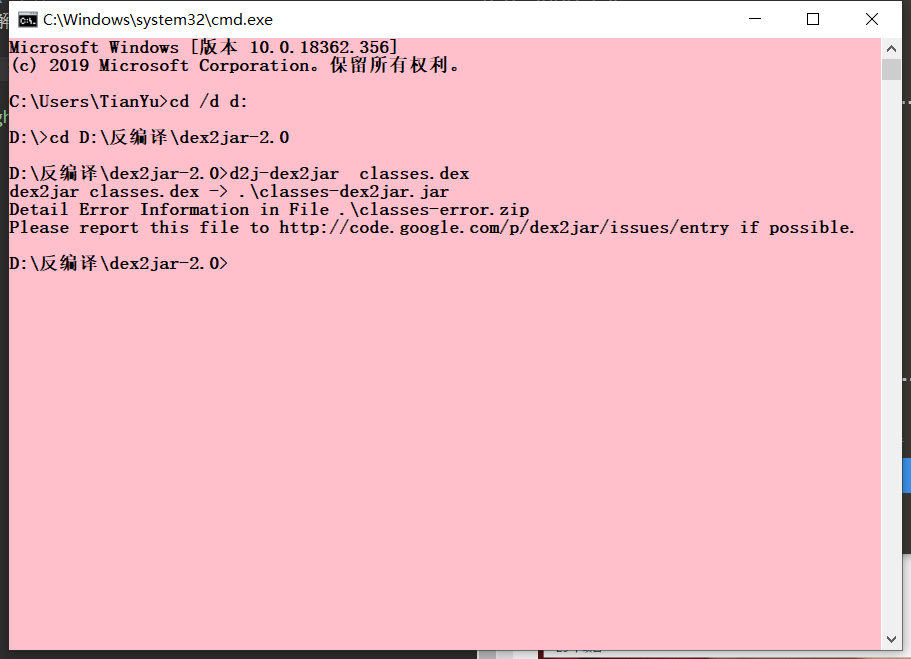 C:\Windows\system32\cmd.exe
Microsoft Windows [版本 10.0.18362.356]
(c) 2019 Microsoft Corporation。保留所有权利。
C:\Users\TianYu>cd /d d:
D:\>cd D:\反编译\dex2jar-2.0
D:\反编译\dex2jar-2.0>d2j-dex2jar  classes.dex
dex2jar classes.dex -> .\classes-dex2jar.jar
Detail Error Information in File .\classes-error.zip
Please report this file to http://code.google.com/p/dex2jar/issues/entry if possible.
D:\反编译\dex2jar-2.0>